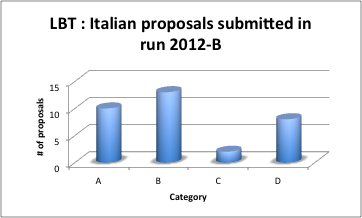 LBT : Italian proposals submitted in
run 2012-B
# of proposals
15
10
5
0
A B C D
Category